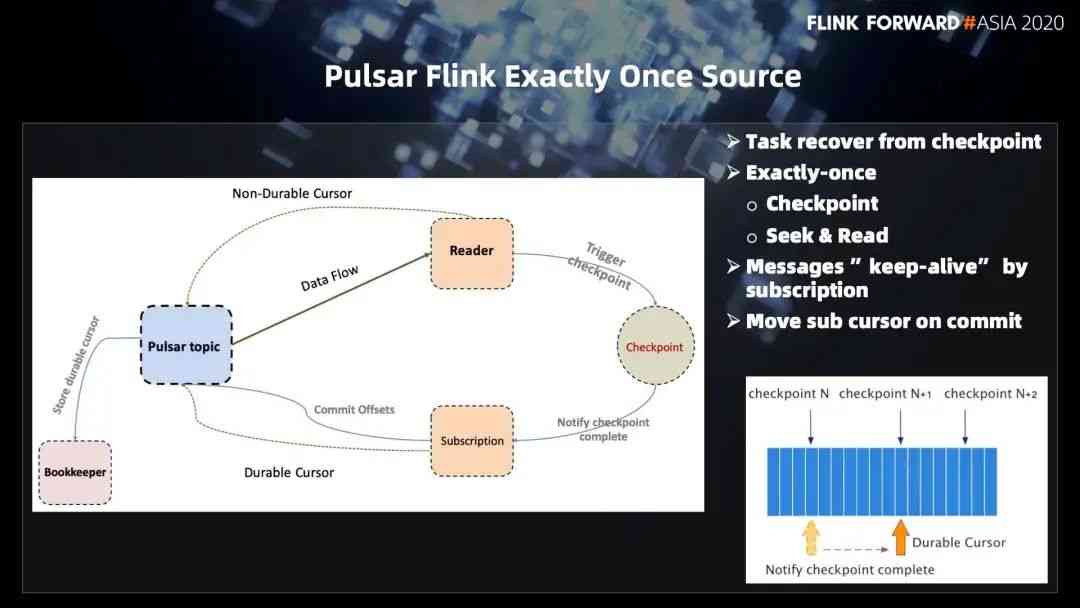 FLINK FORWARD#ASIA 2020
Pulsar Flink Exactly Once Source
Non-Durable Cursor
Reader
Data Flow
Trigger
checkpoint
Pulsar topic
Checkpoint
Store durable cursor
Commit Offsets
Subscription
Notify checkpoint
complete
Bookkeeper
Durable Cursor
➢ Task recover from checkpoint
➢ Exactly-once
○ Checkpoint
○ Seek & Read
➢ Messages ” keep-alive” by
subscription
➢ Move sub cursor on commit
checkpoint N checkpoint N+1 checkpoint N+2
Durable Cursor
Notify checkpoint complete